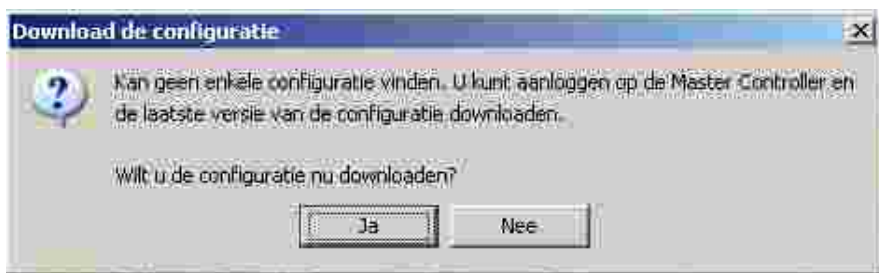 Download de configuratie
Kan geen enkele configuratie vinden. U kunt aanloggen op de Master Controller en
de laatste versie van de configuratie downloaden.
Wilt u de configuratie nu downloaden?
Ja Nee